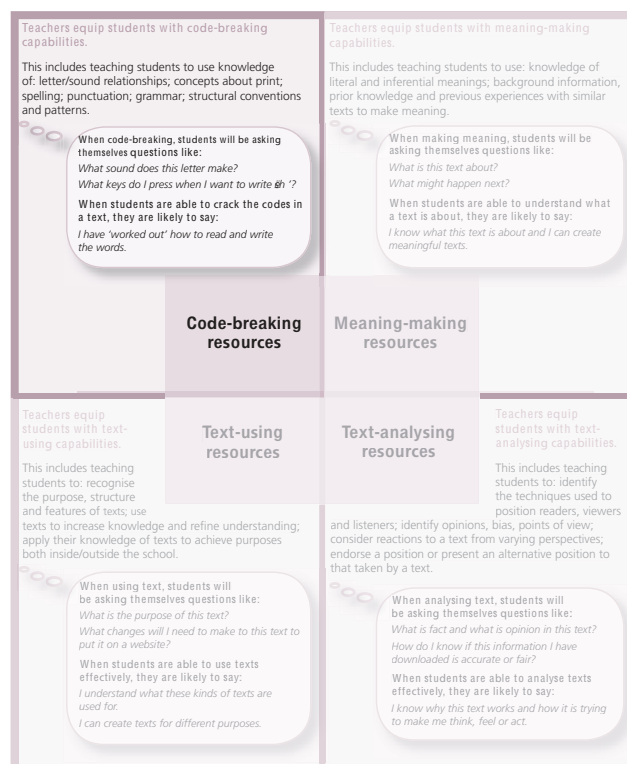 Teachers equip students with code-breaking
capabilities.
This includes teaching students to use knowledge
of: letter/sound relationships; concepts about print;
spelling; punctuation; grammar; structural conventions
and patterns.
When code-breaking, students will be asking
themselves questions like:
What sound does this letter make?
What keys do I press when I want to write ‘?
When students are able to crack the codes in
a text, they are likely to say:
I have ‘worked out’ how to read and write
the words.
Teachers equip students with meaning-making
capabilities.
This includes teaching students to use: knowledge of
literal and inferential meanings; background information,
prior knowledge and previous experiences with similar
texts to make meaning.
When making meaning, students will be
asking themselves questions like:
What is this text about?
What might happen next?
When students are able to understand what
a text is about, they are likely to say:
I know what this text is about and I can create
meaningful texts.
Code-breaking
resources
Meaning-making
resources
Text-using
resources
Text-analysing
resources
Teachers equip
students with text-
using capabilities.
This includes teaching
students to: recognise
the purpose, structure
and features of texts; use
texts to increase knowledge and refine understanding;
apply their knowledge of texts to achieve purposes
both inside/outside the school.
When using text, students will
be asking themselves questions like:
What is the purpose of this text?
What changes will I need to make to this text to
put it on a website?
When students are able to use texts
effectively, they are likely to say:
I understand what these kinds of texts are
used for.
I can create texts for different purposes.
Teachers equip
students with text-
analysing capabilities.
This includes teaching
students to: identify
the techniques used to
position readers, viewers
and listeners; identify opinions, bias, points of view;
consider reactions to a text from varying perspectives;
endorse a position or present an alternative position to
that taken by a text.
When analysing text, students will
be asking themselves questions like:
What is fact and what is opinion in this text?
How do I know if this information I have
downloaded is accurate or fair?
When students are able to analyse texts
effectively, they are likely to say:
I know why this text works and how it is trying
to make me think, feel or act.